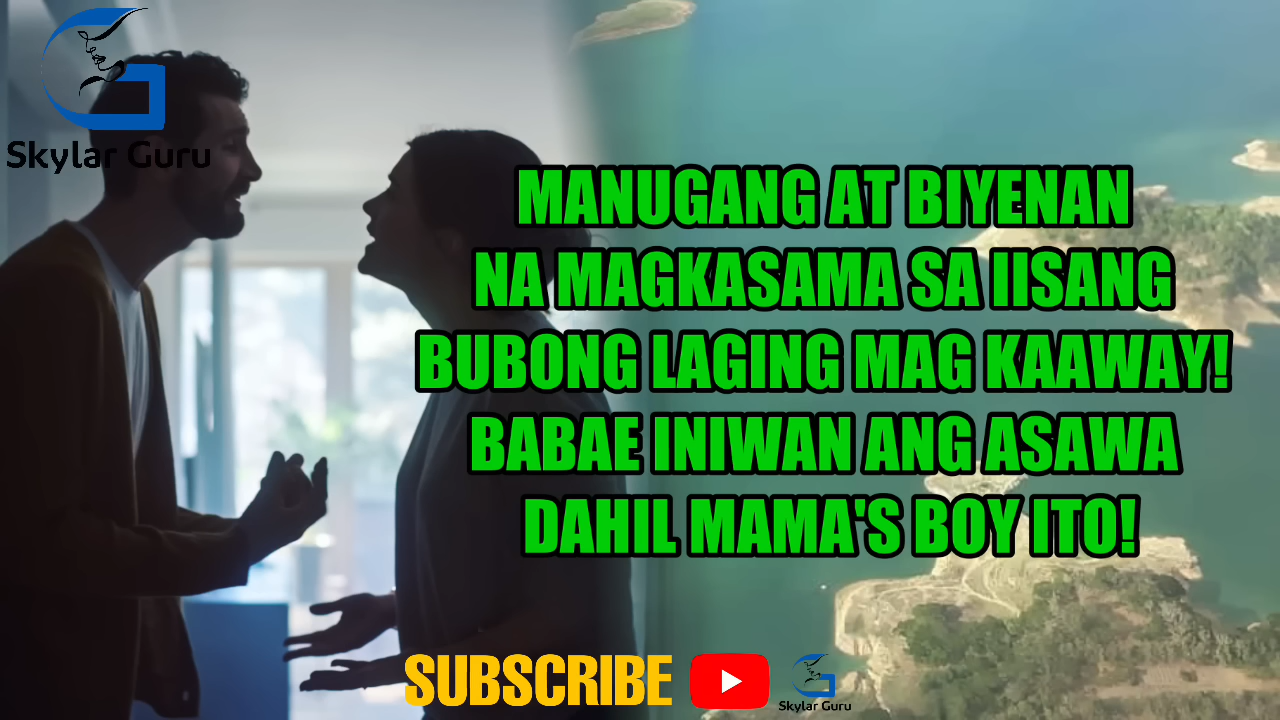 Skylar Guru
MANUGANG AT BIYENAN
NA MAGKASAMA SA IISANG
BUBONG LAGING MAG KAAWAY!
BABAE INIWAN ANG ASAWA
DAHIL MAMA'S BOY ITO!
SUBSCRIBE
Skylar Guru